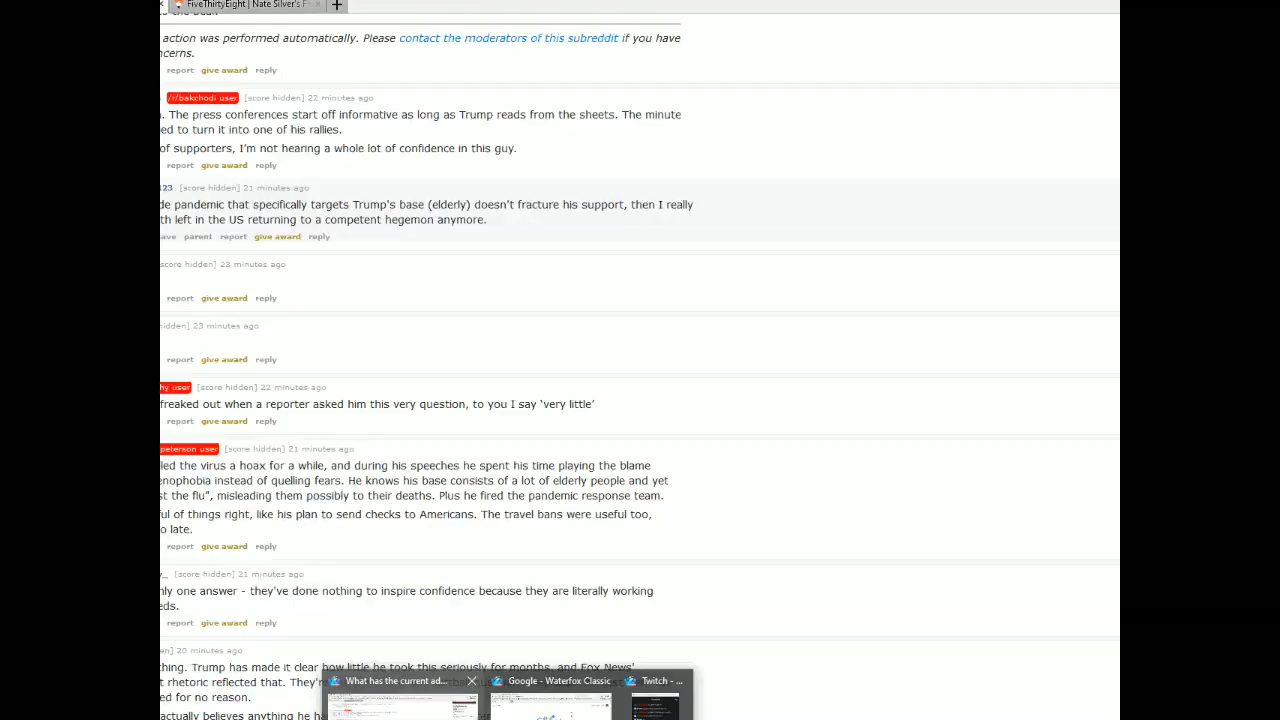 FiveThirtyEight | Nate Silver's F
action was performed automatically. Please contact the moderators of this subreddit if you have
ncerns.
report give award reply
/r/bakchodi user [score hidden] 22 minutes ago
. The press conferences start off informative as long as Trump reads from the sheets. The minute
ed to turn it into one of his rallies.
of supporters, I'm not hearing a whole lot of confidence in this guy.
report give award reply
123 [score hidden] 21 minutes ago
de pandemic that specifically targets Trump's base (elderly) doesn't fracture his support, then I really
th left in the US returning to a competent hegemon anymore.
ave parent report give award reply
score hidden] 23 minutes ago
report give award reply
hidden] 23 minutes ago
report give award reply
hy user [score hidden] 22 minutes ago
freaked out when a reporter asked him this very question, to you I say ‘very little’
report give award reply
peterson user [score hidden] 21 minutes ago
led the virus a hoax for a while, and during his speeches he spent his time playing the blame
enophobia instead of quelling fears. He knows his base consists of a lot of elderly people and yet
st the flu", misleading them possibly to their deaths. Plus he fired the pandemic response team.
ful of things right, like his plan to send checks to Americans. The travel bans were useful too,
o late.
report give award reply
y_ [score hidden] 21 minutes ago
nly one answer - they've done nothing to inspire confidence because they are literally working
eds.
report give award reply
en] 20 minutes ago
thing. Trump has made it clear how little he took this seriously for months, and Fox News'
t rhetoric reflected that. They're
ed for no reason.
actually believes anything he h
What has the current ad...
Google - Waterfox Classic
Twitch - ...